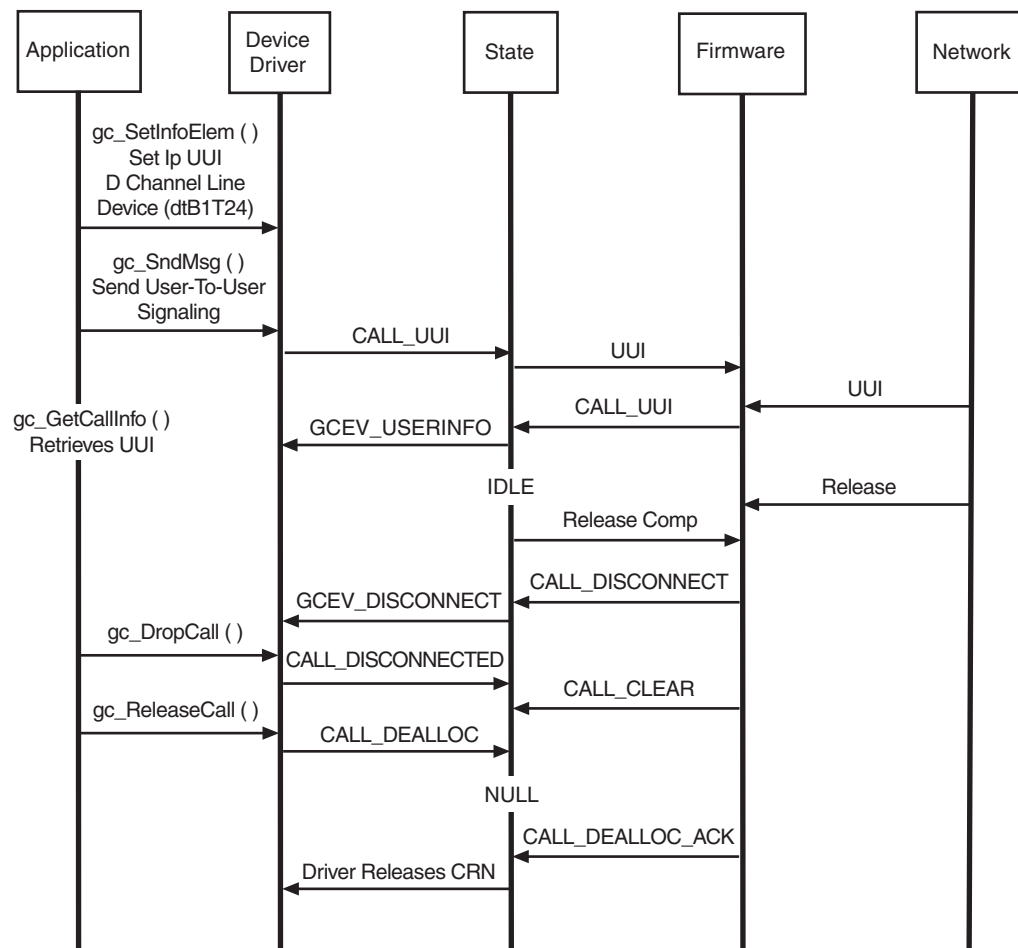 Application
Device
Driver
State
Firmware
Network
gc_SetInfoElem ( )
Set Ip UUI
D Channel Line
Device (dtB1T24)
gc_SndMsg ( )
Send User-To-User
Signaling
CALL_UUI
UUI
UUI
CALL_UUI
gc_GetCallInfo ( )
Retrieves UUI
GCEV_USERINFO
IDLE
Release
Release Comp
CALL_DISCONNECT
GCEV_DISCONNECT
gc_DropCall ( )
CALL_DISCONNECTED
CALL_CLEAR
gc_ReleaseCall ( )
CALL_DEALLOC
NULL
CALL_DEALLOC_ACK
Driver Releases CRN